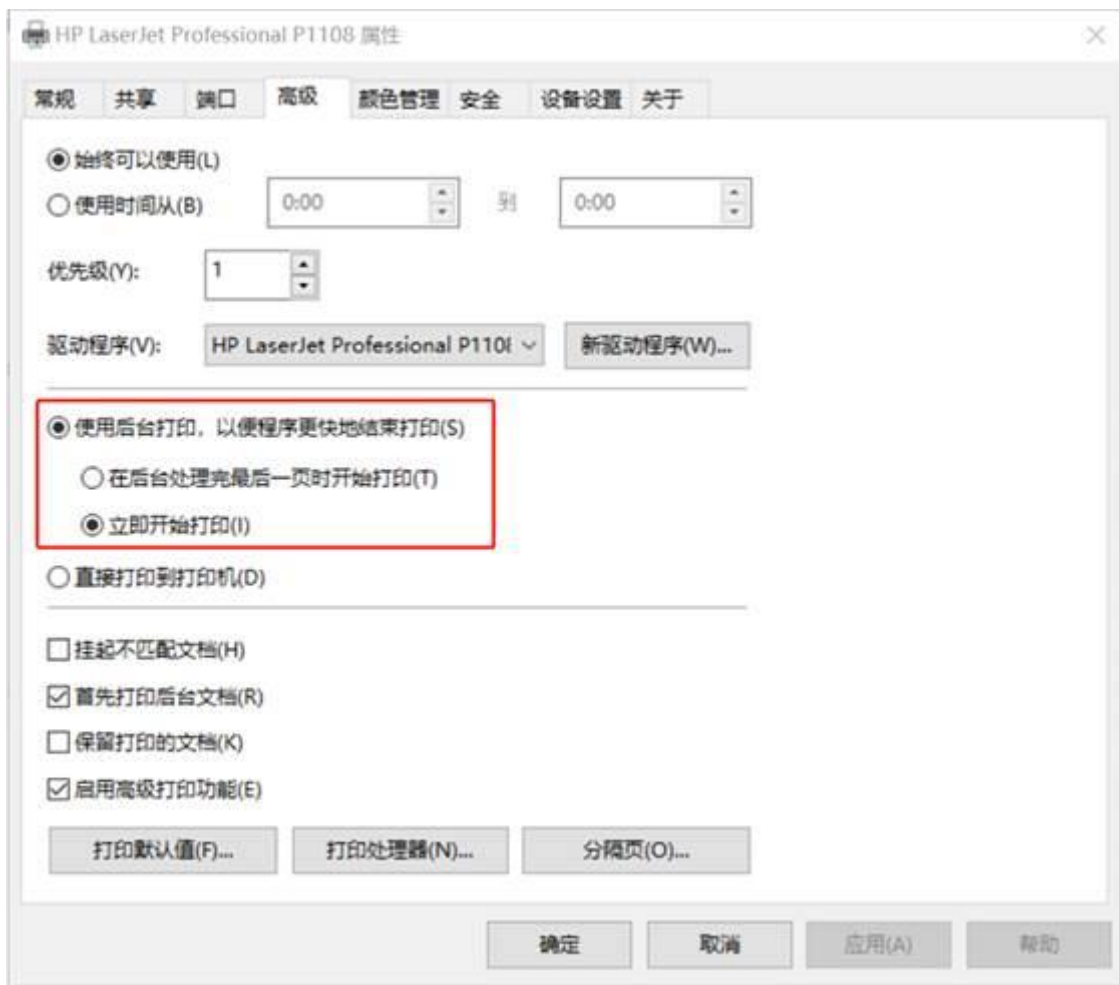 HP LaserJet Professional P1108 属性
常规 共享 端口 高级 颜色管理 安全 设备设置 关于
始终可以使用(L)
使用时间从(B) 0:00 到 0:00
优先级(Y): 1
驱动程序(V): HP LaserJet Professional P110 新驱动程序(W)...
使用后台打印，以便程序更快地结束打印(S)
在后台处理完最后一页时开始打印(T)
立即开始打印(I)
直接打印到打印机(D)
挂起不匹配文档(H)
首先打印后台文档(R)
保留打印的文档(K)
启用高级打印功能(E)
打印默认值(F)... 打印处理器(N)... 分隔页(O)...
确定 取消 应用(A) 帮助